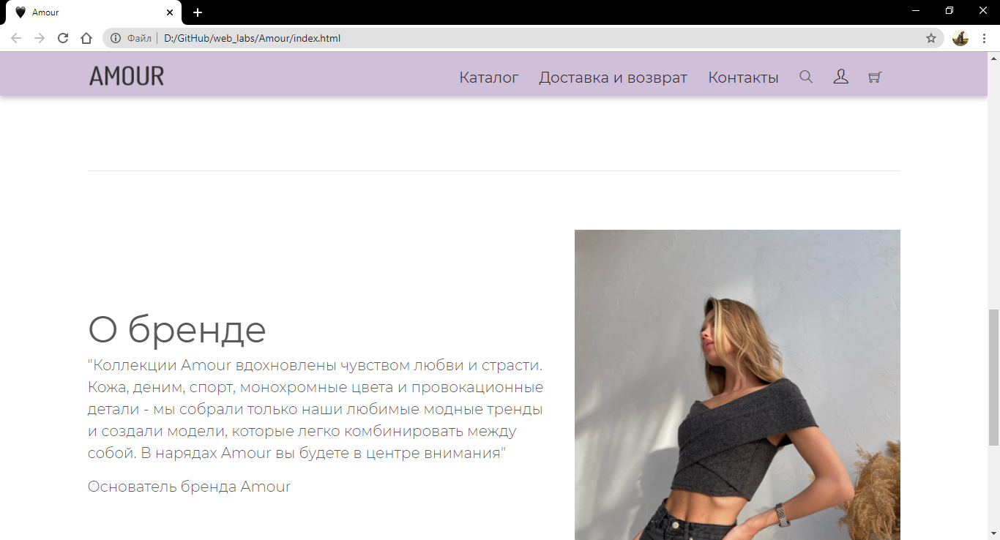 Amour
Файл
D:/GitHub/web_labs/Amour/index.html
AMOUR
Каталог
Доставка и возврат
Контакты
О бренде
"Коллекции Amour вдохновлены чувством любви и страсти.
Кожа, деним, спорт, монохромные цвета и провокационные
детали - мы собрали только наши любимые модные тренды
и создали модели, которые легко комбинировать между
собой. В нарядах Amour вы будете в центре внимания"
Основатель бренда Amour